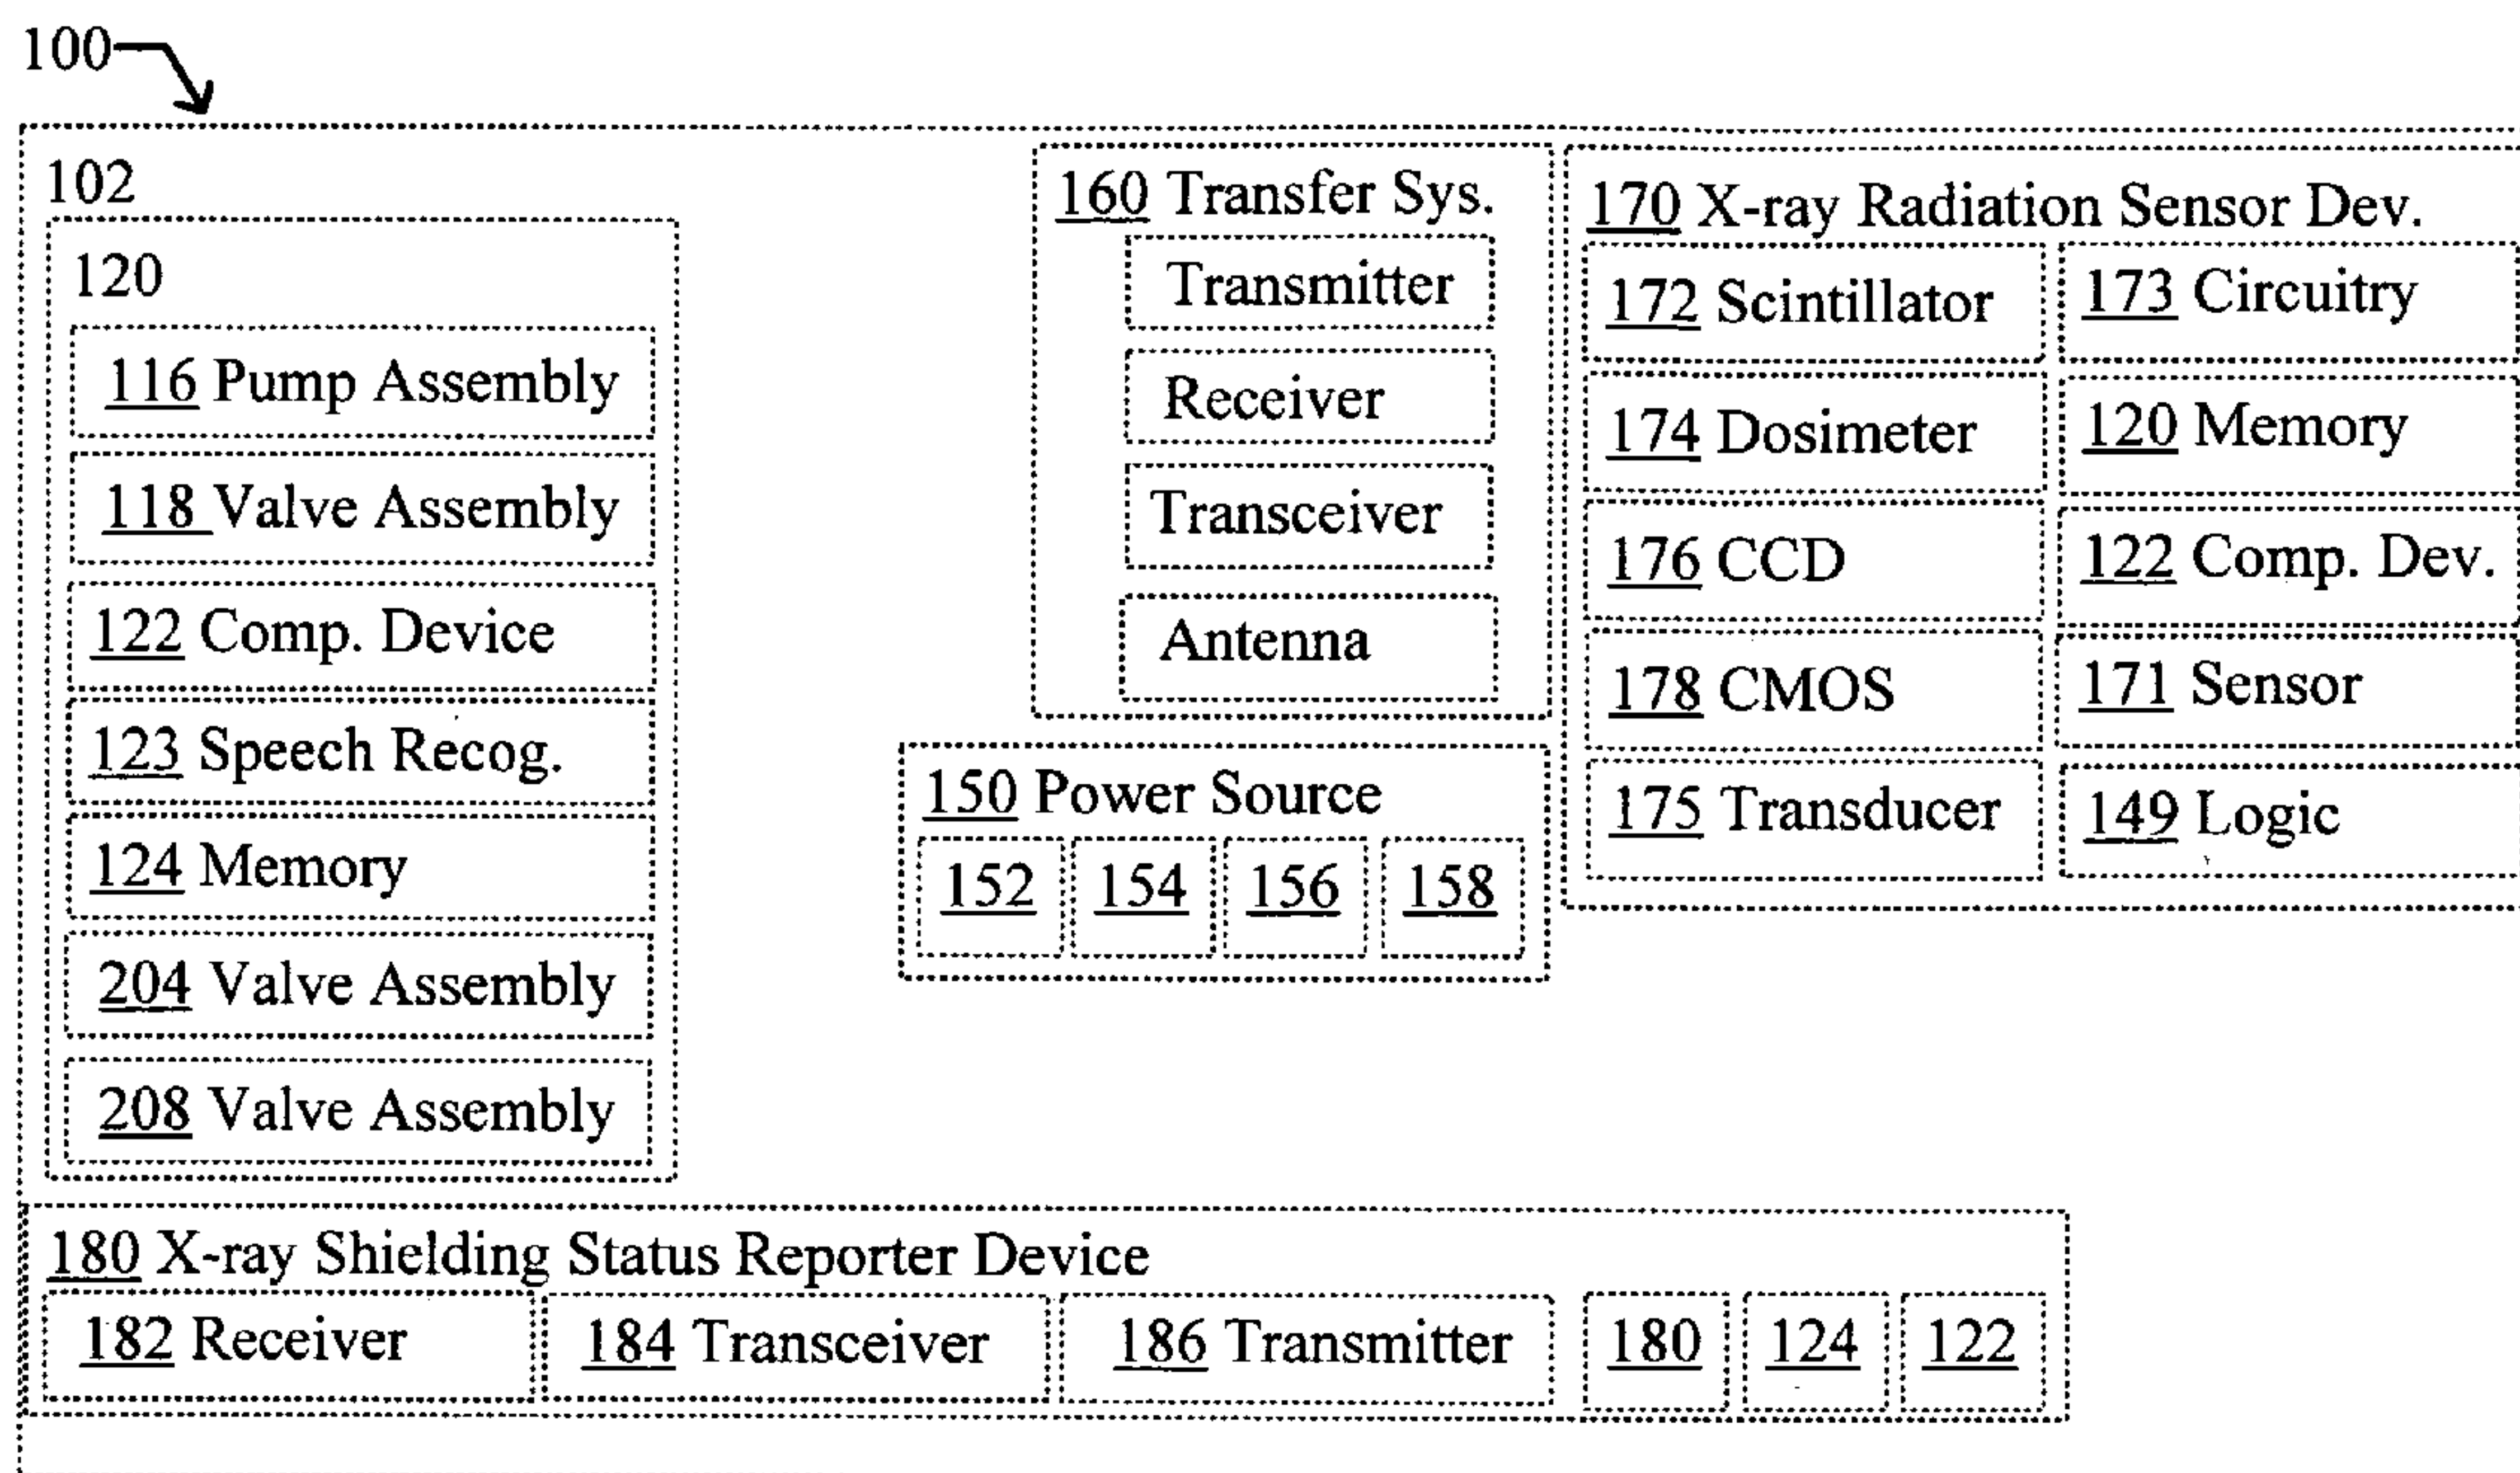 100
102
120
116 Pump Assembly
118 Valve Assembly
122 Comp. Device
123 Speech Recog.
124 Memory
204 Valve Assembly
208 Valve Assembly
160 Transfer Sys.
Transmitter
Receiver
Transceiver
Antenna
150 Power Source
152 154 156 158
170 X-ray Radiation Sensor Dev.
172 Scintillator
173 Circuitry
174 Dosimeter
120 Memory
176 CCD
122 Comp. Dev.
178 CMOS
171 Sensor
175 Transducer
149 Logic
180 X-ray Shielding Status Reporter Device
182 Receiver
184 Transceiver
186 Transmitter
180
124
122